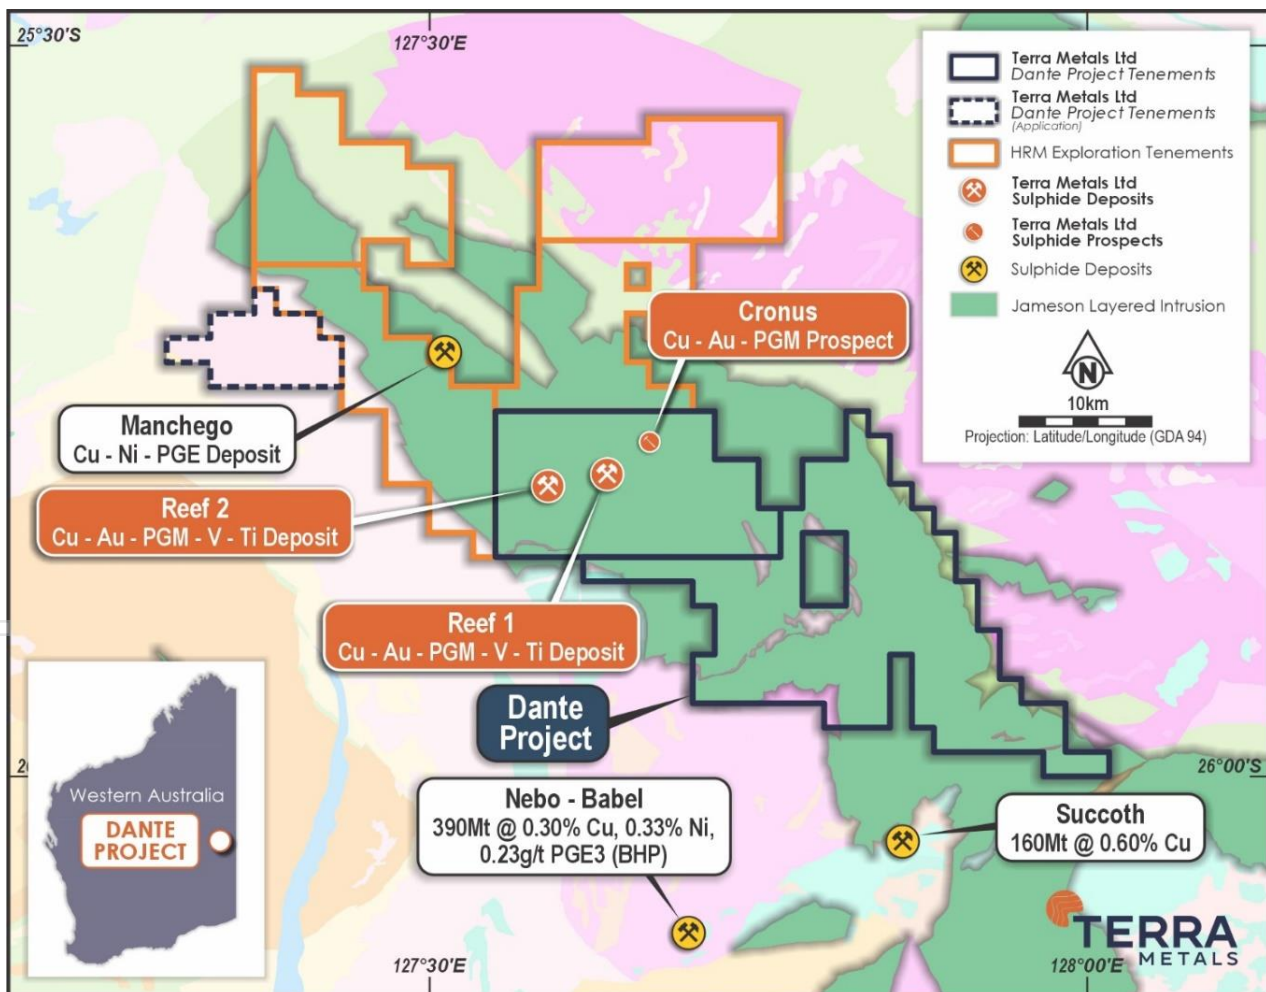 25°30'S
127°30'E
Terra Metals Ltd
Dante Project Tenements
Terra Metals Ltd
Dante Project Tenements
(Application)
HRM Exploration Tenements
Terra Metals Ltd
Sulphide Deposits
Terra Metals Ltd
Sulphide Prospects
Sulphide Deposits
Jameson Layered Intrusion
N
10km
Projection: Latitude/Longitude (GDA 94)
Cronus
Cu - Au - PGM Prospect
Manchego
Cu - Ni - PGE Deposit
Reef 2
Cu - Au - PGM - V - Ti Deposit
Reef 1
Cu - Au - PGM - V - Ti Deposit
Dante
Project
26°00'S
Western Australia
DANTE
PROJECT
Nebo - Babel
390Mt @ 0.30% Cu, 0.33% Ni,
0.23g/t PGE3 (BHP)
Succoth
160Mt @ 0.60% Cu
TERRA
METALS
127°30'E
128°00'E